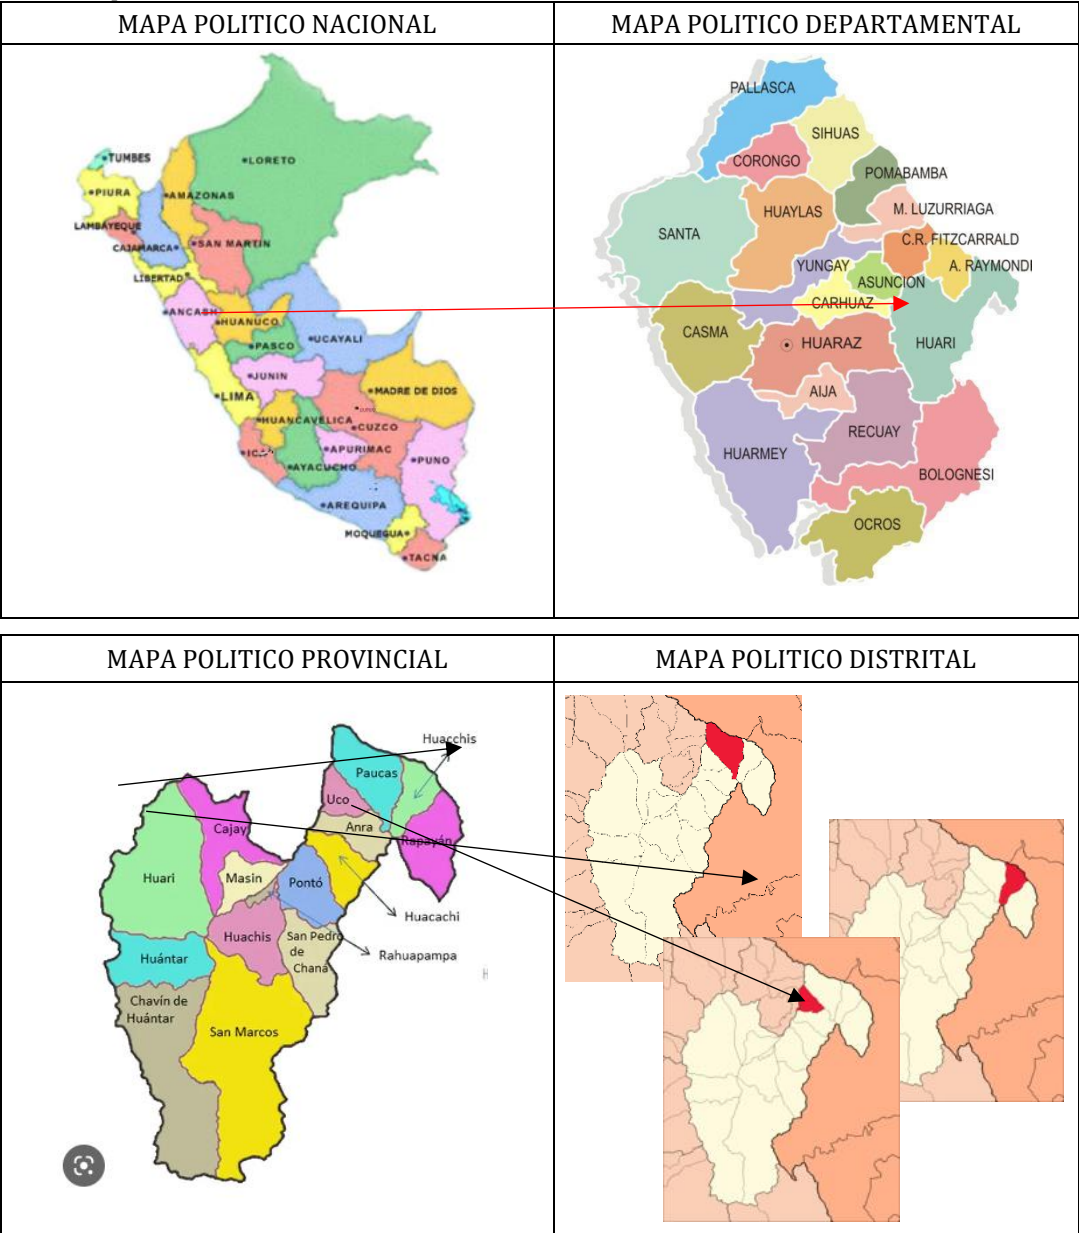 MAPA POLITICO NACIONAL
MAPA POLITICO DEPARTAMENTAL
TUMBES
LORETO
PIURA
AMAZONAS
LAMBAYEQUE
CAJAMARCA
SAN MARTIN
LIBERTAD
ANCASH
HUANUCO
PASCO
UCAYALI
JUNIN
LIMA
MADRE DE DIOS
HUANCAVELICA
CUZCO
ICA
APURIMAC
AYACUCHO
PUNO
AREQUIPA
MOQUEGUA
TACNA
PALLASCA
SIHUAS
CORONGO
POMABAMBA
HUAYLAS
M. LUZURRIAGA
SANTA
C.R. FITZCARRALD
YUNGAY
A. RAYMONDI
ASUNCION
CARHUAZ
CASMA
HUARAZ
HUARI
AIJA
RECUAY
HUARMEY
BOLOGNESI
OCROS
MAPA POLITICO PROVINCIAL
MAPA POLITICO DISTRITAL
Huacchis
Paucas
Uco
Anra
Cajay
Rapayán
Huari
Masin
Pontó
Huacachi
Huachis
San Pedro
de
Chaná
Rahuapampa
Huántar
Chavín de
Huántar
San Marcos